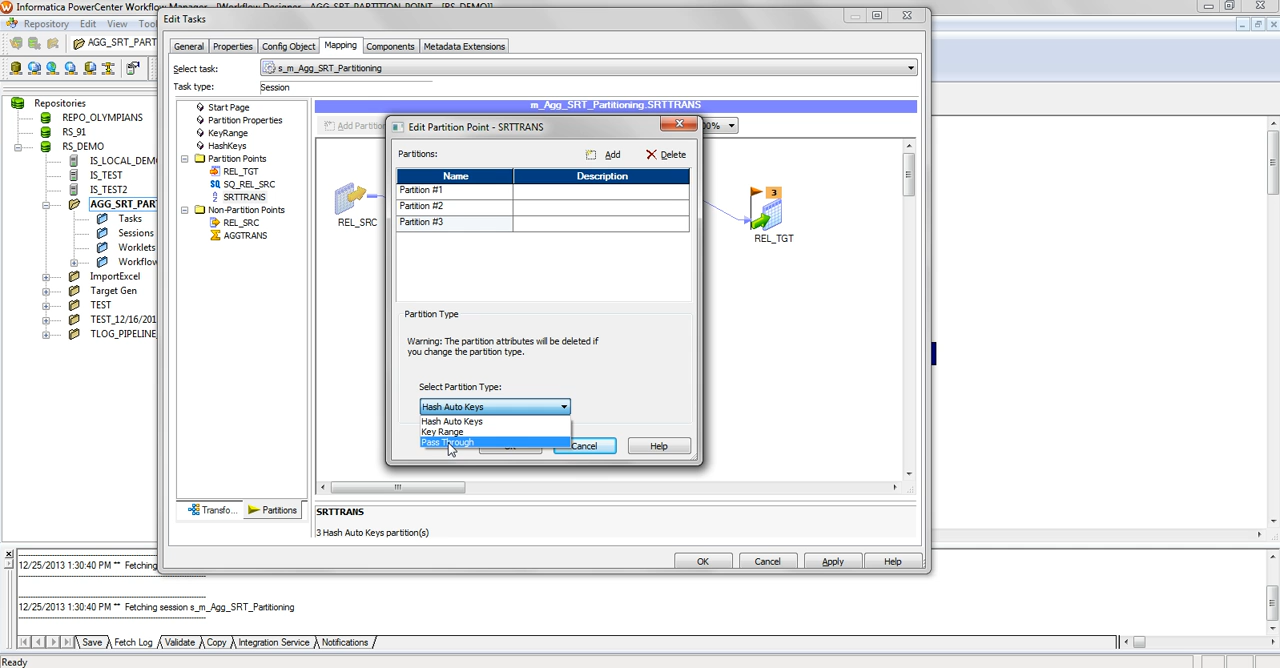 Informatica PowerCenter Workflow Manager - [Workflow Designer - AGG_SRT_PARTITION_POINT - [RS_DEMO]]
Repository Edit View
Edit Tasks
General Properties Config Object Mapping Components Metadata Extensions
AGG_SRT_PART
Select task: s_m_Agg_SRT_Partitioning
Task type: Session
Repositories
REPO_OLYMPIANS
RS_91
RS_DEMO
IS_LOCAL_DEM
IS_TEST
IS_TEST2
AGG_SRT_PAR
Tasks
Sessions
Worklets
Workflow
ImportExcel
Target Gen
TEST
TEST_12/16/201
TLOG_PIPELINE_
Start Page
Partition Properties
KeyRange
HashKeys
Partition Points
REL_TGT
SQ_REL_SRC
SRTTRANS
Non-Partition Points
REL_SRC
AGGTRANS
Transfo... Partitions
m_Agg_SRT_Partitioning.SRTTRANS
Add Partition
REL_SRC
3
REL_TGT
Edit Partition Point - SRTTRANS
Partitions: Add Delete
Name Description
Partition #1
Partition #2
Partition #3
Partition Type
Warning: The partition attributes will be deleted if
you change the partition type.
Select Partition Type:
Hash Auto Keys
Hash Auto Keys
Key Range
Pass Through
Cancel Help
SRTTRANS
3 Hash Auto Keys partition(s)
OK Cancel Apply Help
12/25/2013 1:30:40 PM ** Fetching
12/25/2013 1:30:40 PM ** Fetching session s_m_Agg_SRT_Partitioning
Save Fetch Log Validate Copy Integration Service Notifications
Ready